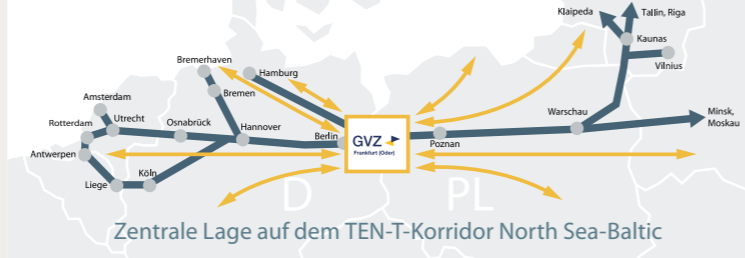 Klaipeda
Tallin, Riga
Kaunas
Vilnius
Bremerhaven
Hamburg
Bremen
Amsterdam
Rotterdam
Utrecht
Osnabrück
Hannover
Berlin
GVZ
Frankfurt (Oder)
Poznan
Warschau
Minsk,
Moskau
Antwerpen
Liege
Köln
D
PL
Zentrale Lage auf dem TEN-T-Korridor North Sea-Baltic